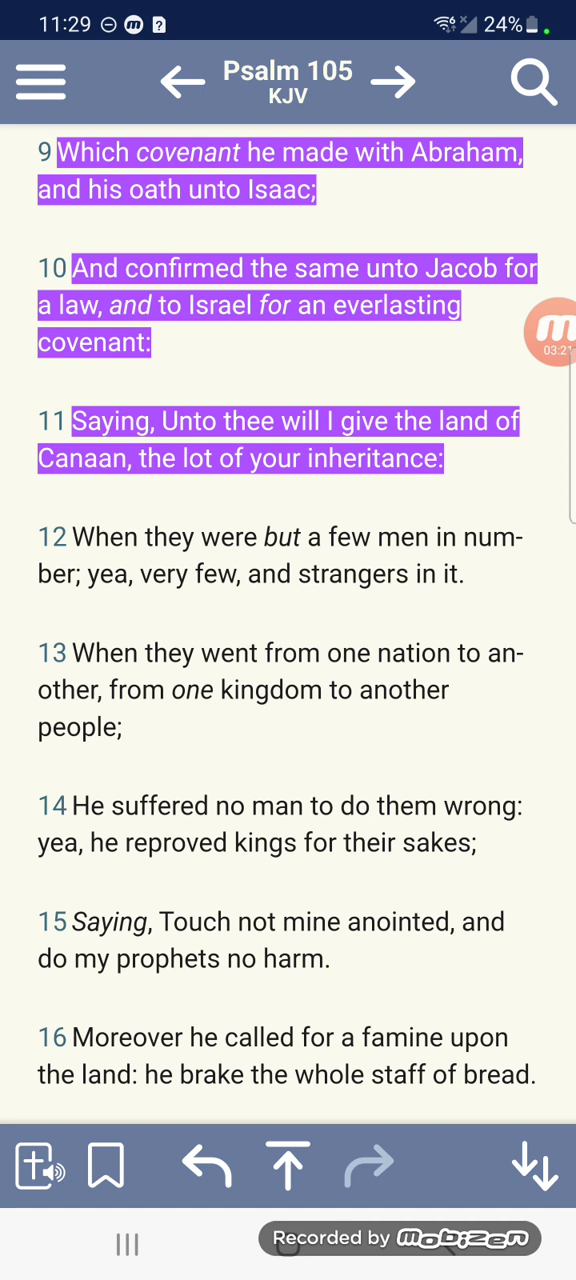 11:29
24%
Psalm 105
KJV
9 Which covenant he made with Abraham,
and his oath unto Isaac;
10 And confirmed the same unto Jacob for
a law, and to Israel for an everlasting
covenant:
03:21
11 Saying, Unto thee will I give the land of
Canaan, the lot of your inheritance:
12 When they were but a few men in num-
ber; yea, very few, and strangers in it.
13 When they went from one nation to an-
other, from one kingdom to another
people;
14 He suffered no man to do them wrong:
yea, he reproved kings for their sakes;
15 Saying, Touch not mine anointed, and
do my prophets no harm.
16 Moreover he called for a famine upon
the land: he brake the whole staff of bread.
Recorded by mobizen